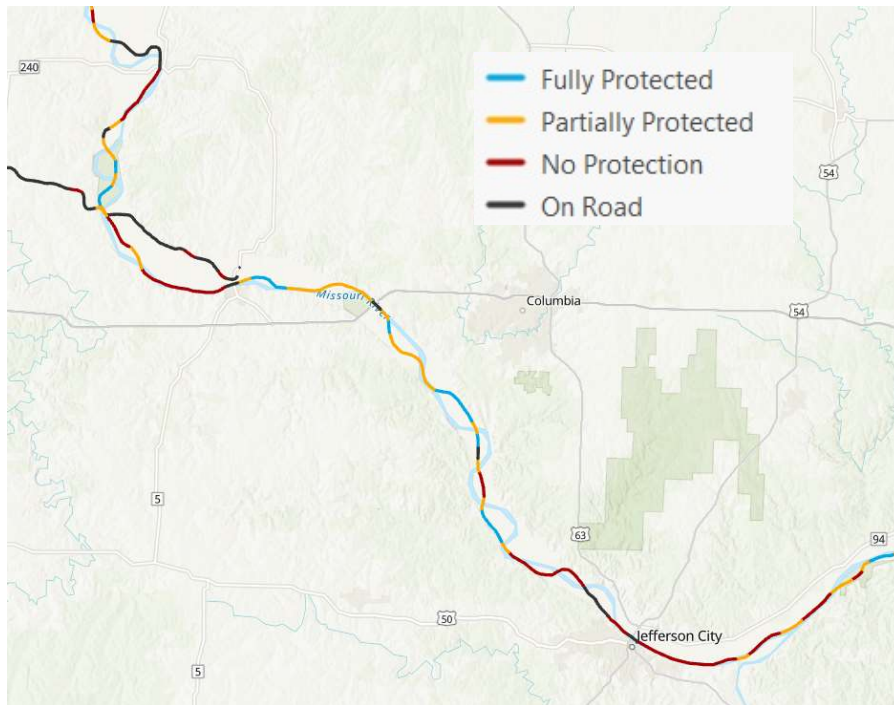 240
Fully Protected
Partially Protected
No Protection
On Road
54
Missouri River
Columbia
54
5
63
94
50
Jefferson City
5